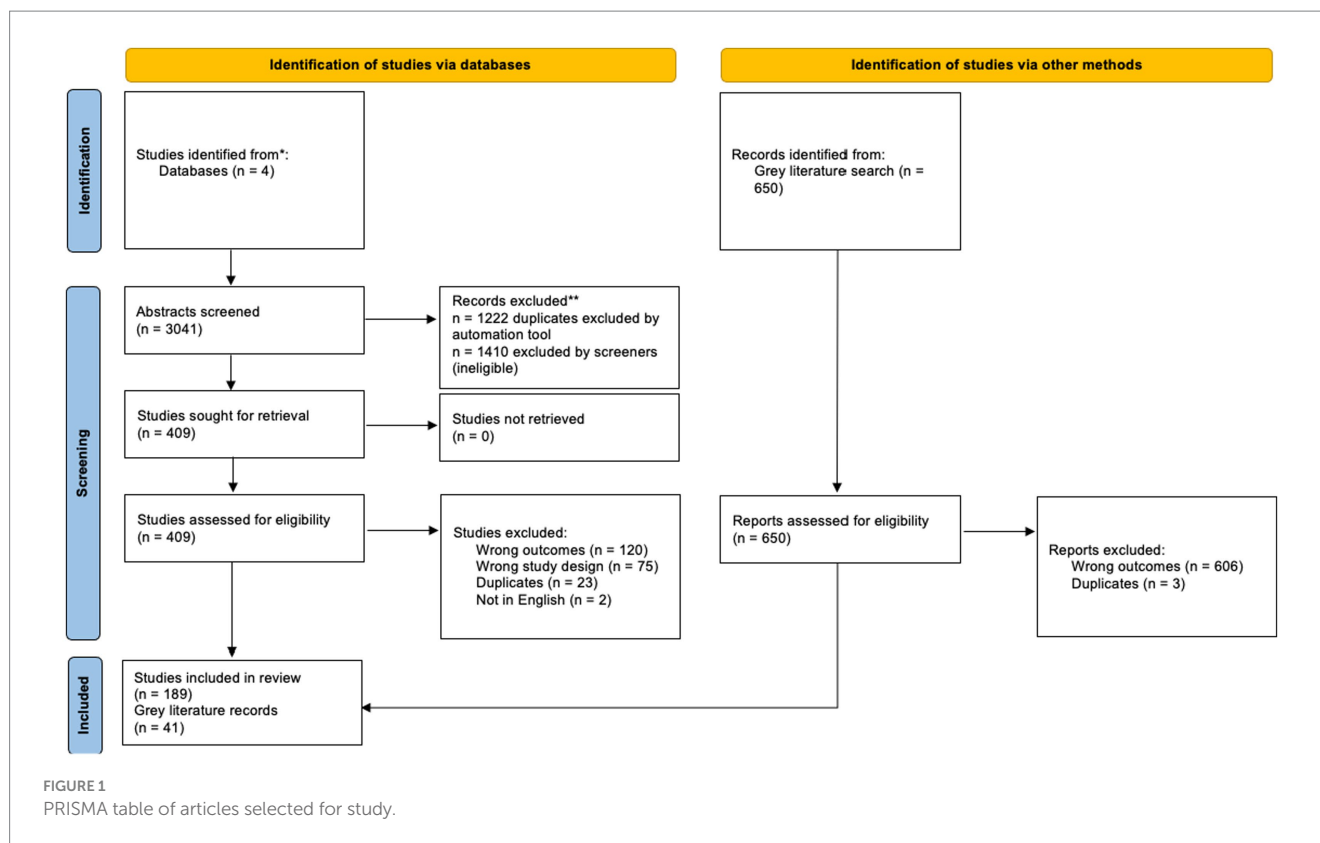 Identification of studies via databases
Identification of studies via other methods
Identification
Studies identified from*:
Databases (n = 4)
Records identified from:
Grey literature search (n =
650)
Screening
Abstracts screened
(n = 3041)
Records excluded**
n = 1222 duplicates excluded by
automation tool
n = 1410 excluded by screeners
(ineligible)
Studies sought for retrieval
(n = 409)
Studies not retrieved
(n = 0)
Studies assessed for eligibility
(n = 409)
Studies excluded:
Wrong outcomes (n = 120)
Wrong study design (n = 75)
Duplicates (n = 23)
Not in English (n = 2)
Reports assessed for eligibility
(n = 650)
Reports excluded:
Wrong outcomes (n = 606)
Duplicates (n = 3)
Included
Studies included in review
(n = 189)
Grey literature records
(n = 41)
FIGURE 1
PRISMA table of articles selected for study.